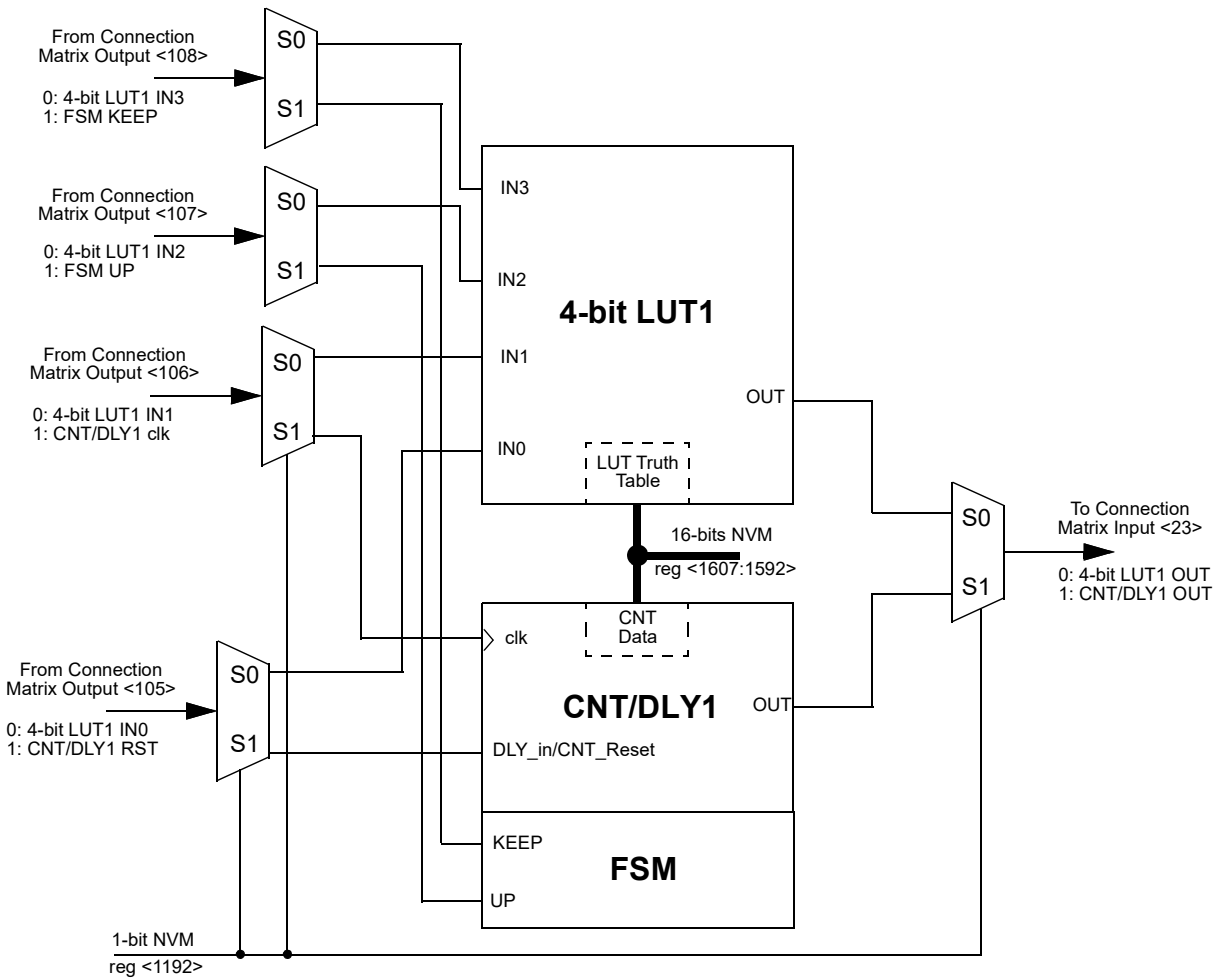 From Connection
Matrix Output <108>
0: 4-bit LUT1 IN3
1: FSM KEEP
S0
S1
From Connection
Matrix Output <107>
0: 4-bit LUT1 IN2
1: FSM UP
S0
S1
From Connection
Matrix Output <106>
0: 4-bit LUT1 IN1
1: CNT/DLY1 clk
S0
S1
From Connection
Matrix Output <105>
0: 4-bit LUT1 IN0
1: CNT/DLY1 RST
S0
S1
IN3
IN2
IN1
IN0
4-bit LUT1
OUT
LUT Truth
Table
16-bits NVM
reg <1607:1592>
CNT
Data
clk
CNT/DLY1
OUT
DLY_in/CNT_Reset
KEEP
FSM
UP
S0
S1
To Connection
Matrix Input <23>
0: 4-bit LUT1 OUT
1: CNT/DLY1 OUT
1-bit NVM
reg <1192>